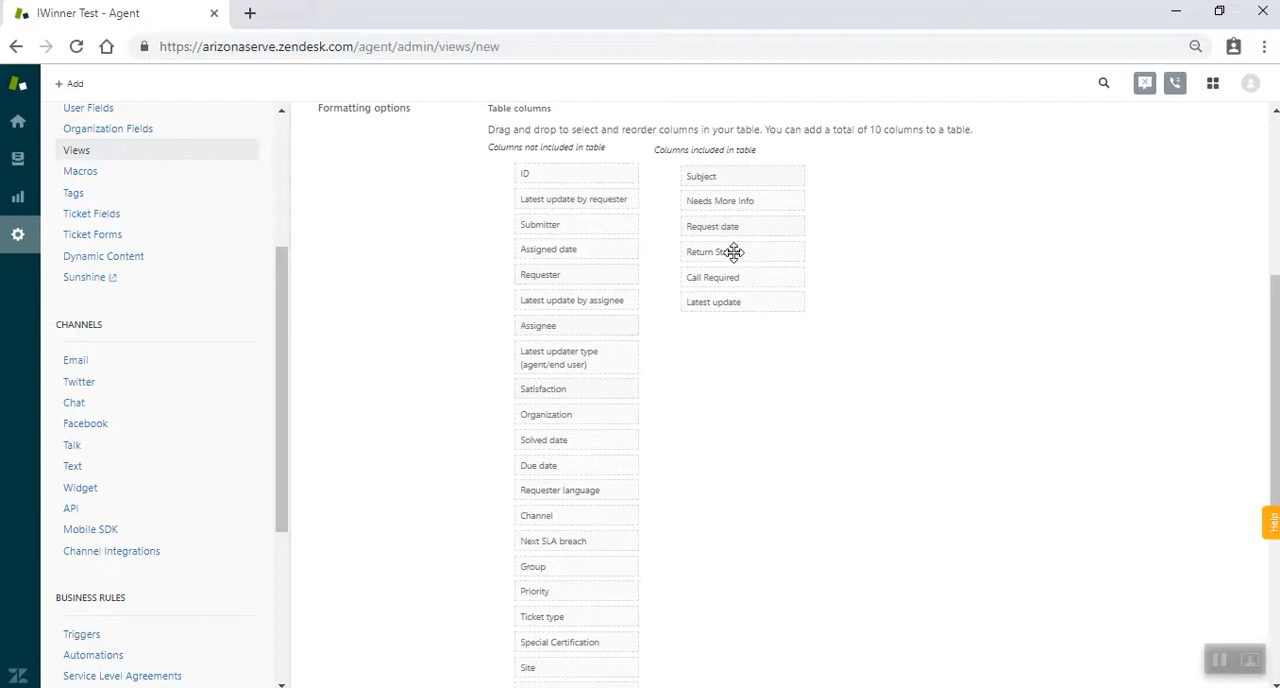 IWinner Test - Agent
https://arizonaserve.zendesk.com/agent/admin/views/new
+ Add
User Fields
Organization Fields
Views
Macros
Tags
Ticket Fields
Ticket Forms
Dynamic Content
Sunshine
CHANNELS
Email
Twitter
Chat
Facebook
Talk
Text
Widget
API
Mobile SDK
Channel Integrations
BUSINESS RULES
Triggers
Automations
Service Level Agreements
Formatting options
Table columns
Drag and drop to select and reorder columns in your table. You can add a total of 10 columns to a table.
Columns not included in table
ID
Latest update by requester
Submitter
Assigned date
Requester
Latest update by assignee
Assignee
Latest updater type
(agent/end user)
Satisfaction
Organization
Solved date
Due date
Requester language
Channel
Next SLA breach
Group
Priority
Ticket type
Special Certification
Site
Columns included in table
Subject
Needs More Info
Request date
Return
Call Required
Latest update
Help